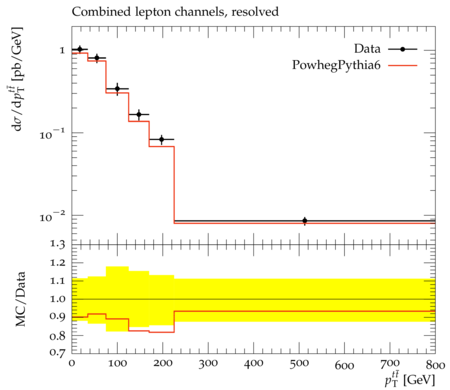 Combined lepton channels, resolved
dσ/dp_T^{tt̄} [pb/GeV]
Data
PowhegPythia6
1
10⁻¹
10⁻²
MC/Data
1.3
1.2
1.1
1.0
0.9
0.8
0.7
0 100 200 300 400 500 600 700 800
p_T^{tt̄} [GeV]